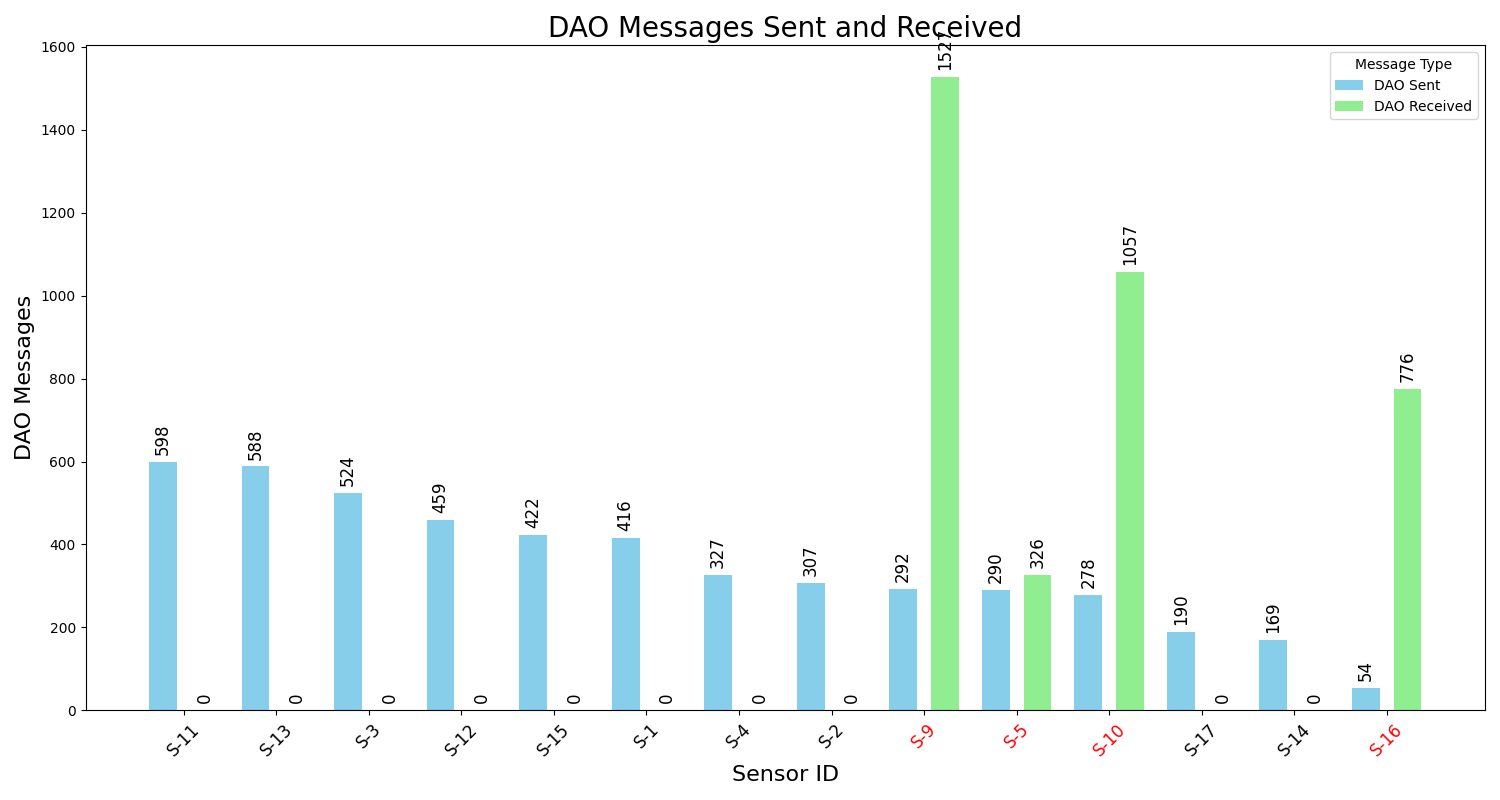 DAO Messages Sent and Received
1600
1400
1200
1000
800
600
400
200
0
DAO Messages
Message Type
DAO Sent
DAO Received
598
0
588
0
524
0
459
0
422
0
416
0
327
0
307
0
292
1527
290
326
278
1057
190
0
169
0
54
776
S-11
S-13
S-3
S-12
S-15
S-1
S-4
S-2
S-9
S-5
S-10
S-17
S-14
S-16
Sensor ID